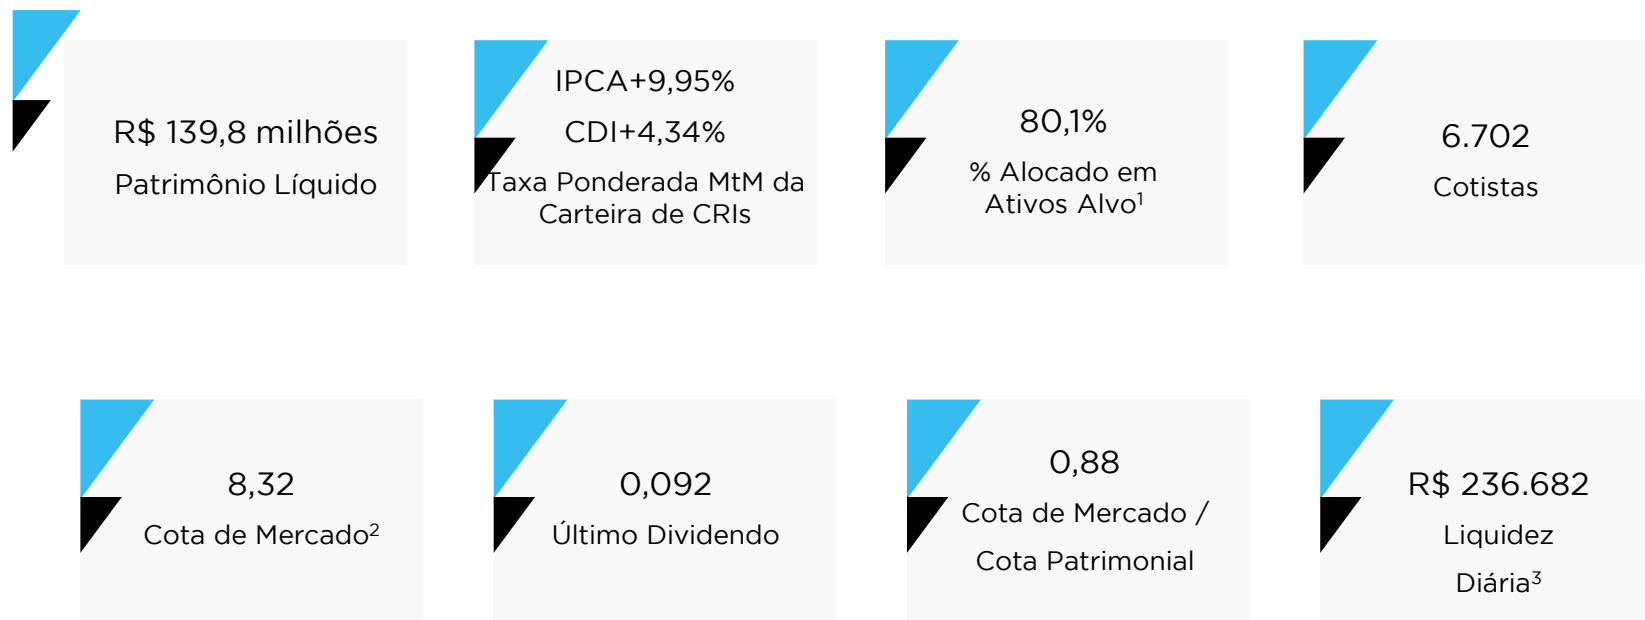 R$ 139,8 milhões
Patrimônio Líquido
IPCA+9,95%
CDI+4,34%
Taxa Ponderada MtM da
Carteira de CRIs
80,1%
% Alocado em
Ativos Alvo¹
6.702
Cotistas
8,32
Cota de Mercado²
0,092
Último Dividendo
0,88
Cota de Mercado /
Cota Patrimonial
R$ 236.682
Liquidez
Diária³